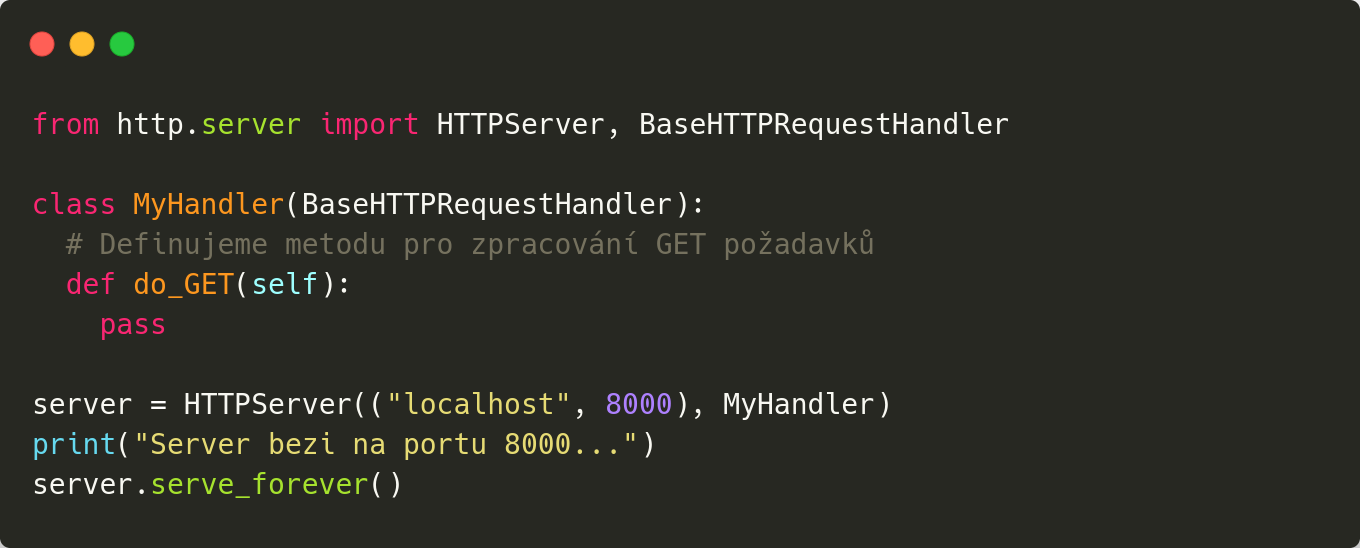 from http.server import HTTPServer, BaseHTTPRequestHandler
class MyHandler(BaseHTTPRequestHandler):
# Definujeme metodu pro zpracování GET požadavků
def do_GET(self):
pass
server = HTTPServer(("localhost", 8000), MyHandler)
print("Server bezi na portu 8000...")
server.serve_forever()